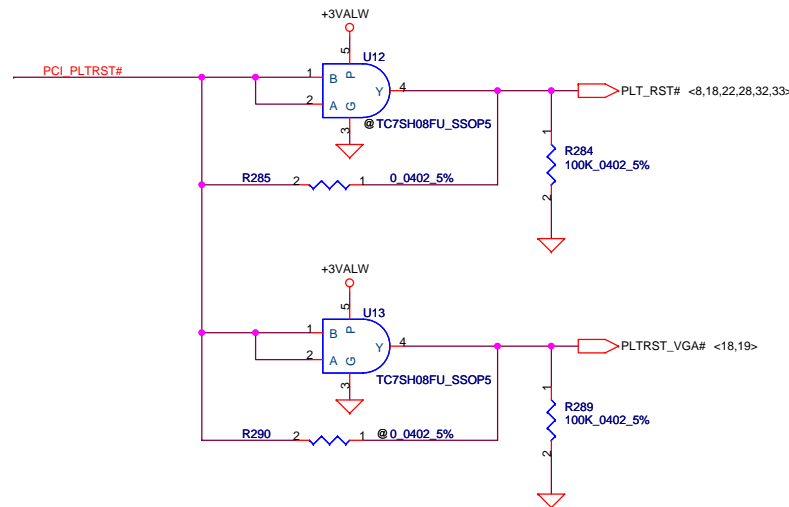 +3VALW
5
U12
PCI_PLTRST#
1 B P
Y 4
2 A G
PLT_RST# <8,18,22,28,32,33>
3
@TC7SH08FU_SSOP5
1
R284
100K_0402_5%
2
R285 2 1 0_0402_5%
+3VALW
5
U13
1 B P
Y 4
2 A G
PLTRST_VGA# <18,19>
3
TC7SH08FU_SSOP5
1
R289
100K_0402_5%
2
R290 2 1 @0_0402_5%